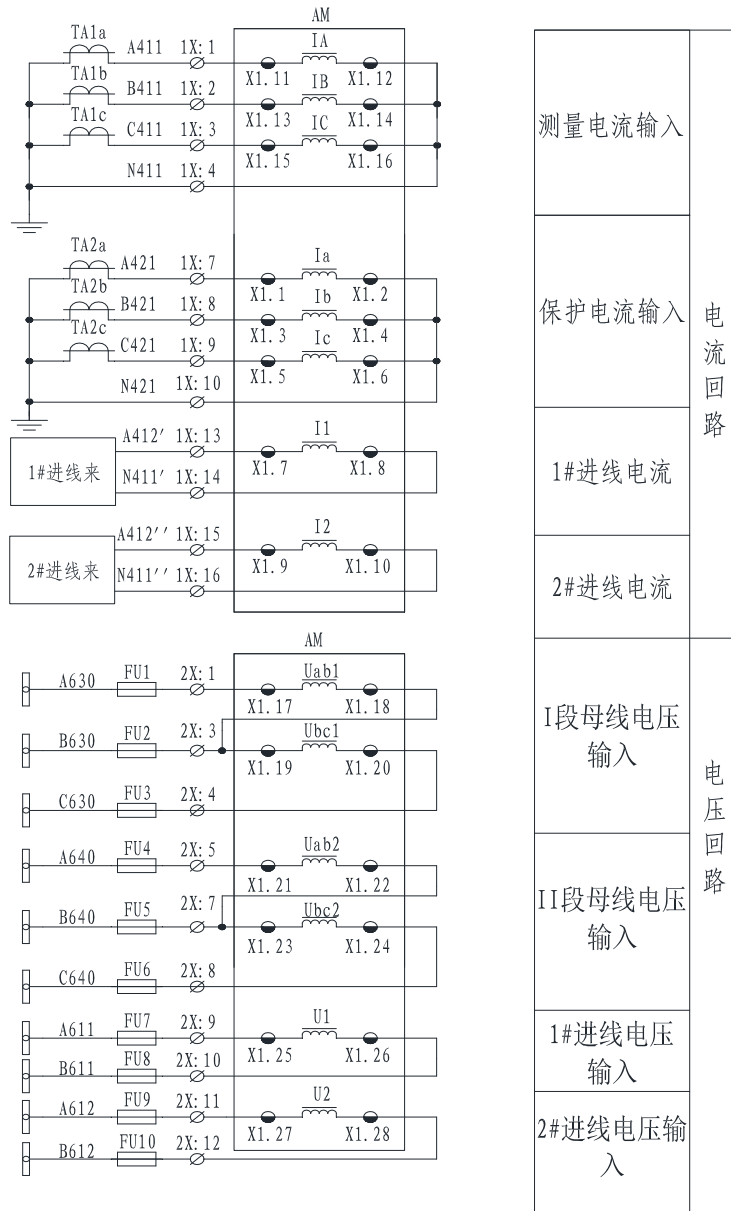 AM
TA1a A411 1X:1 IA
X1.11 X1.12
TA1b B411 1X:2 IB
X1.13 X1.14
TA1c C411 1X:3 IC
X1.15 X1.16
N411 1X:4
测量电流输入
TA2a A421 1X:7 Ia
X1.1 X1.2
TA2b B421 1X:8 Ib
X1.3 X1.4
TA2c C421 1X:9 Ic
X1.5 X1.6
N421 1X:10
保护电流输入
电流回路
1#进线来
A412' 1X:13 I1
X1.7 X1.8
N411' 1X:14
1#进线电流
2#进线来
A412'' 1X:15 I2
X1.9 X1.10
N411'' 1X:16
2#进线电流
AM
A630 FU1 2X:1 Uab1
X1.17 X1.18
B630 FU2 2X:3 Ubc1
X1.19 X1.20
C630 FU3 2X:4
I段母线电压
输入
A640 FU4 2X:5 Uab2
X1.21 X1.22
B640 FU5 2X:7 Ubc2
X1.23 X1.24
C640 FU6 2X:8
II段母线电压
输入
电压回路
A611 FU7 2X:9 U1
X1.25 X1.26
B611 FU8 2X:10
1#进线电压
输入
A612 FU9 2X:11 U2
X1.27 X1.28
B612 FU10 2X:12
2#进线电压输
入